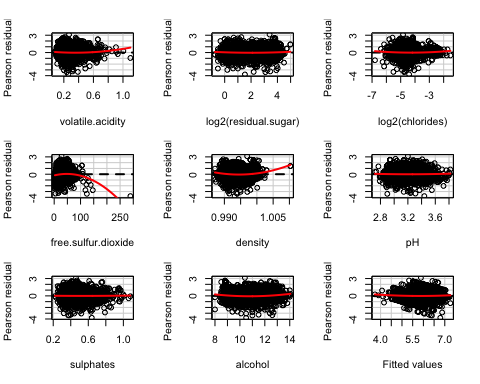 Pearson residual
3
0
-4
0.2 0.6 1.0
volatile.acidity
Pearson residual
3
0
-4
0 2 4
log2(residual.sugar)
Pearson residual
3
0
-4
-7 -5 -3
log2(chlorides)
Pearson residual
3
0
-4
0 100 250
free.sulfur.dioxide
Pearson residual
3
0
-4
0.990 1.005
density
Pearson residual
3
0
-4
2.8 3.2 3.6
pH
Pearson residual
3
0
-4
0.2 0.6 1.0
sulphates
Pearson residual
3
0
-4
8 10 12 14
alcohol
Pearson residual
3
0
-4
4.0 5.5 7.0
Fitted values